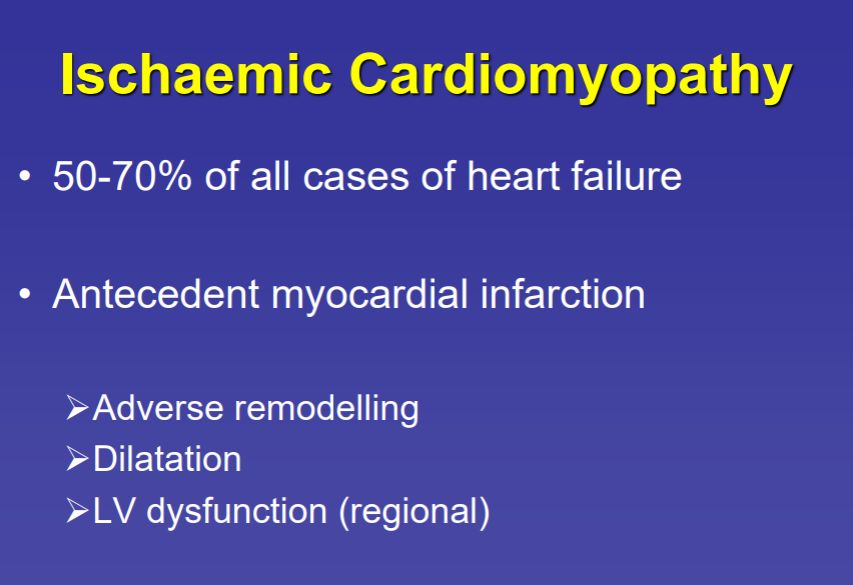 Ischaemic Cardiomyopathy
• 50-70% of all cases of heart failure
• Antecedent myocardial infarction
➢Adverse remodelling
➢Dilatation
➢LV dysfunction (regional)